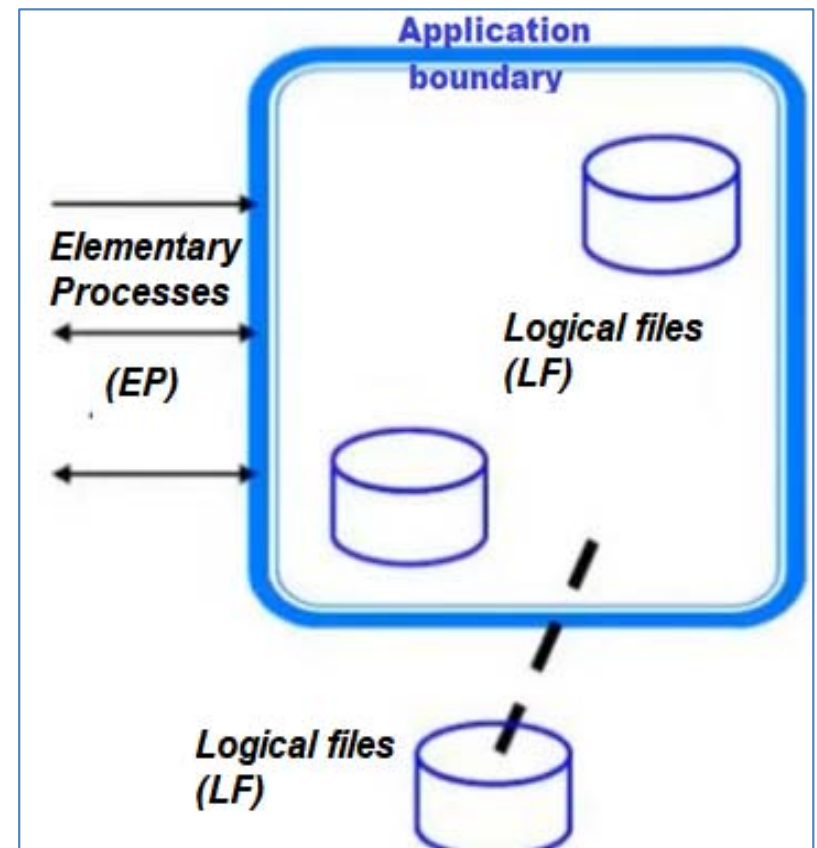 Application
boundary
Elementary
Processes
(EP)
Logical files
(LF)
Logical files
(LF)